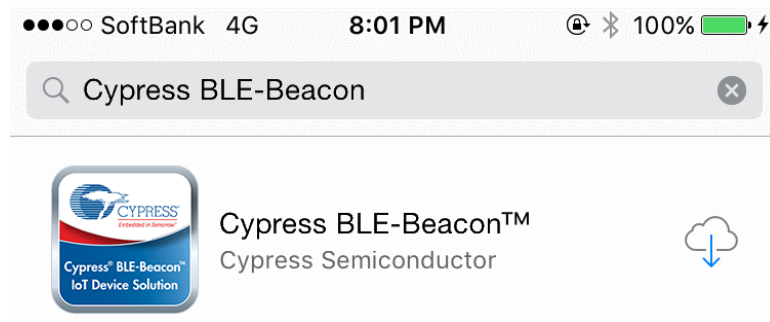 SoftBank 4G 8:01 PM 100%
Cypress BLE-Beacon
CYPRESS
Embedded in Tomorrow™
Cypress® BLE-Beacon™
IoT Device Solution
Cypress BLE-Beacon™
Cypress Semiconductor